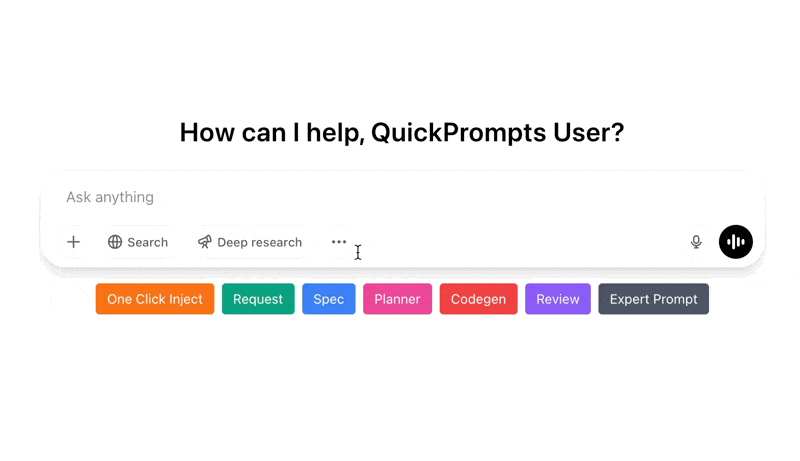 How can I help, QuickPrompts User?
Ask anything
Search Deep research
One Click Inject Request Spec Planner Codegen Review Expert Prompt